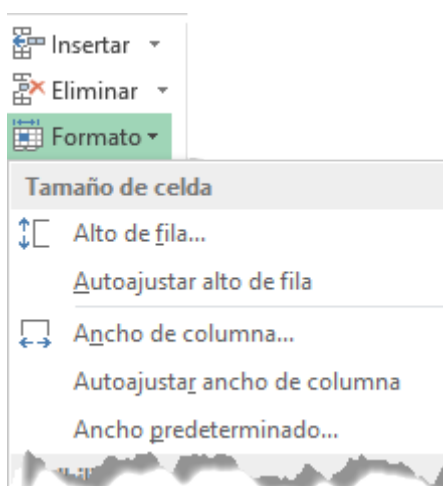 Insertar
Eliminar
Formato
Tamaño de celda
Alto de fila...
Autoajustar alto de fila
Ancho de columna...
Autoajustar ancho de columna
Ancho predeterminado...